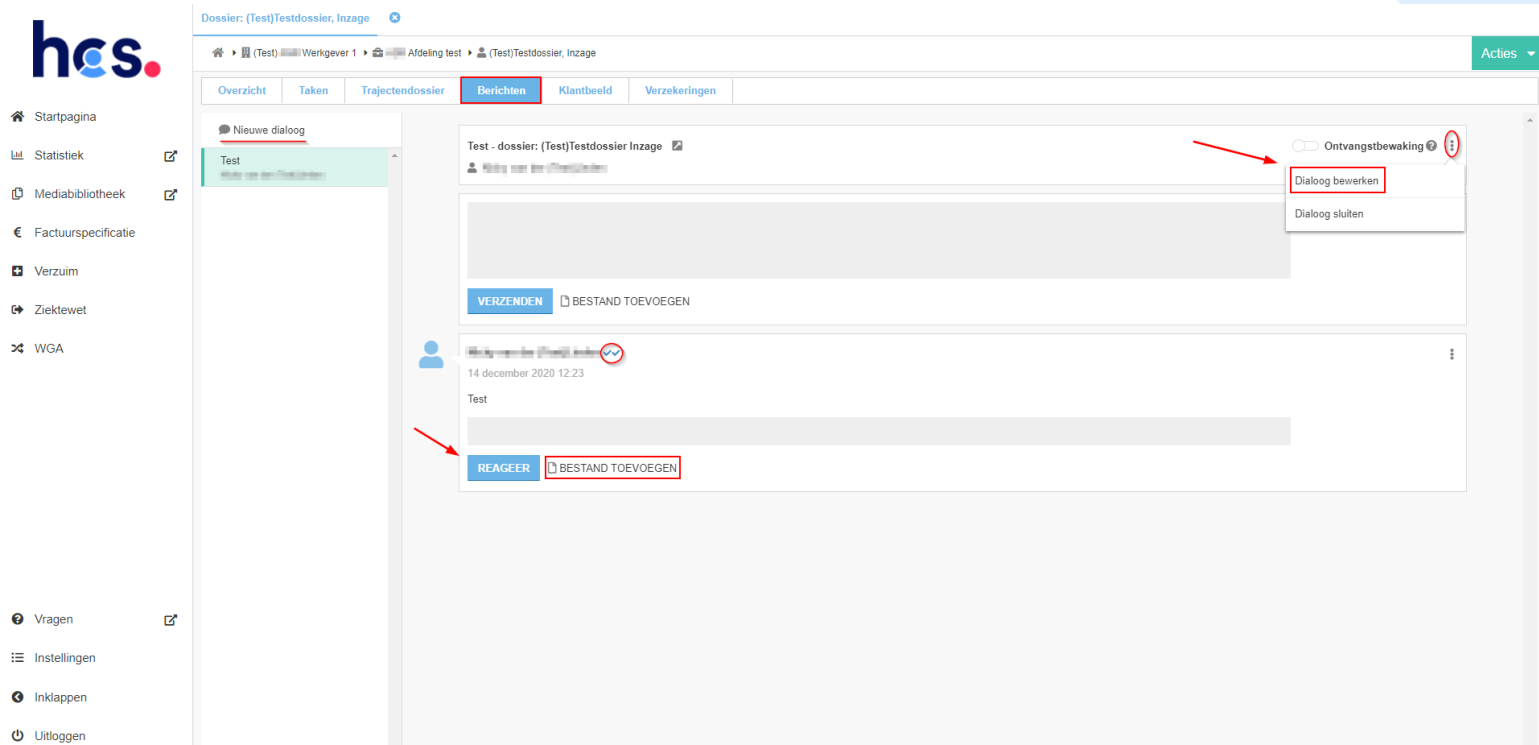 hcs.
Startpagina
Statistiek
Mediabibliotheek
Factuurspecificatie
Verzuim
Ziektewet
WGA
Vragen
Instellingen
Inklappen
Uitloggen
Dossier: (Test)Testdossier, Inzage
(Test) Werkgever 1 Afdeling test (Test)Testdossier, Inzage
Acties
Overzicht Taken Trajectendossier Berichten Klantbeeld Verzekeringen
Nieuwe dialoog
Test
Test - dossier: (Test)Testdossier Inzage
Ontvangstbewaking
Dialoog bewerken
Dialoog sluiten
VERZENDEN BESTAND TOEVOEGEN
14 december 2020 12:23
Test
REAGEER BESTAND TOEVOEGEN